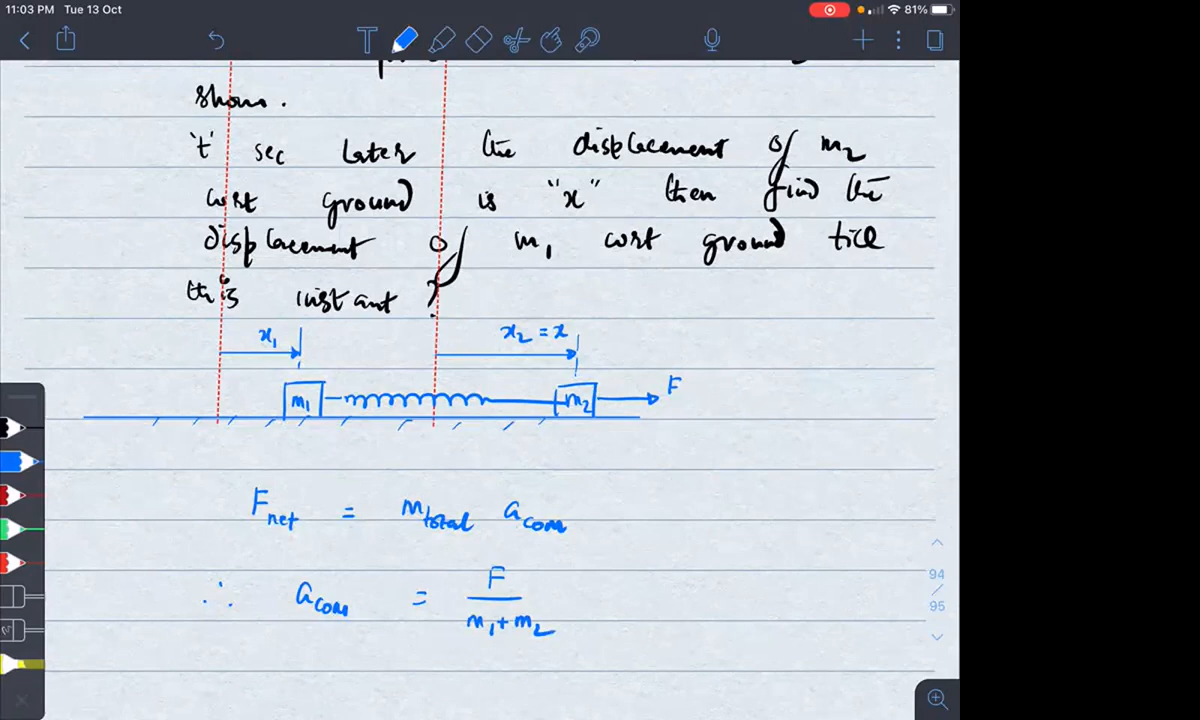 11:03 PM Tue 13 Oct 81%
shown.
't' sec later the displacement of m2
wrt ground is "x" then find the
displacement of m1 wrt ground till
this instant ?
x1 x2 = x
m1 m2 F
Fnet = mtotal acom
∴ acom = F / m1 + m2
94
/
95